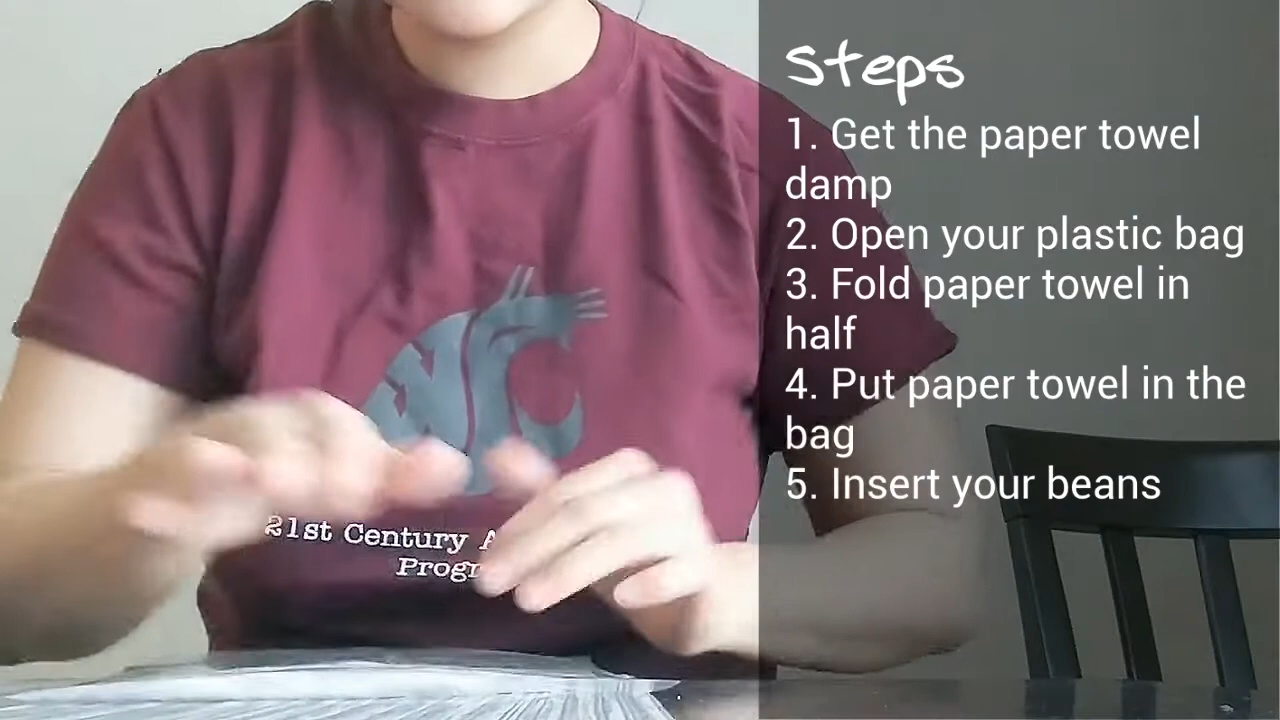 Steps
1. Get the paper towel
damp
2. Open your plastic bag
3. Fold paper towel in
half
4. Put paper towel in the
bag
5. Insert your beans
21st Century